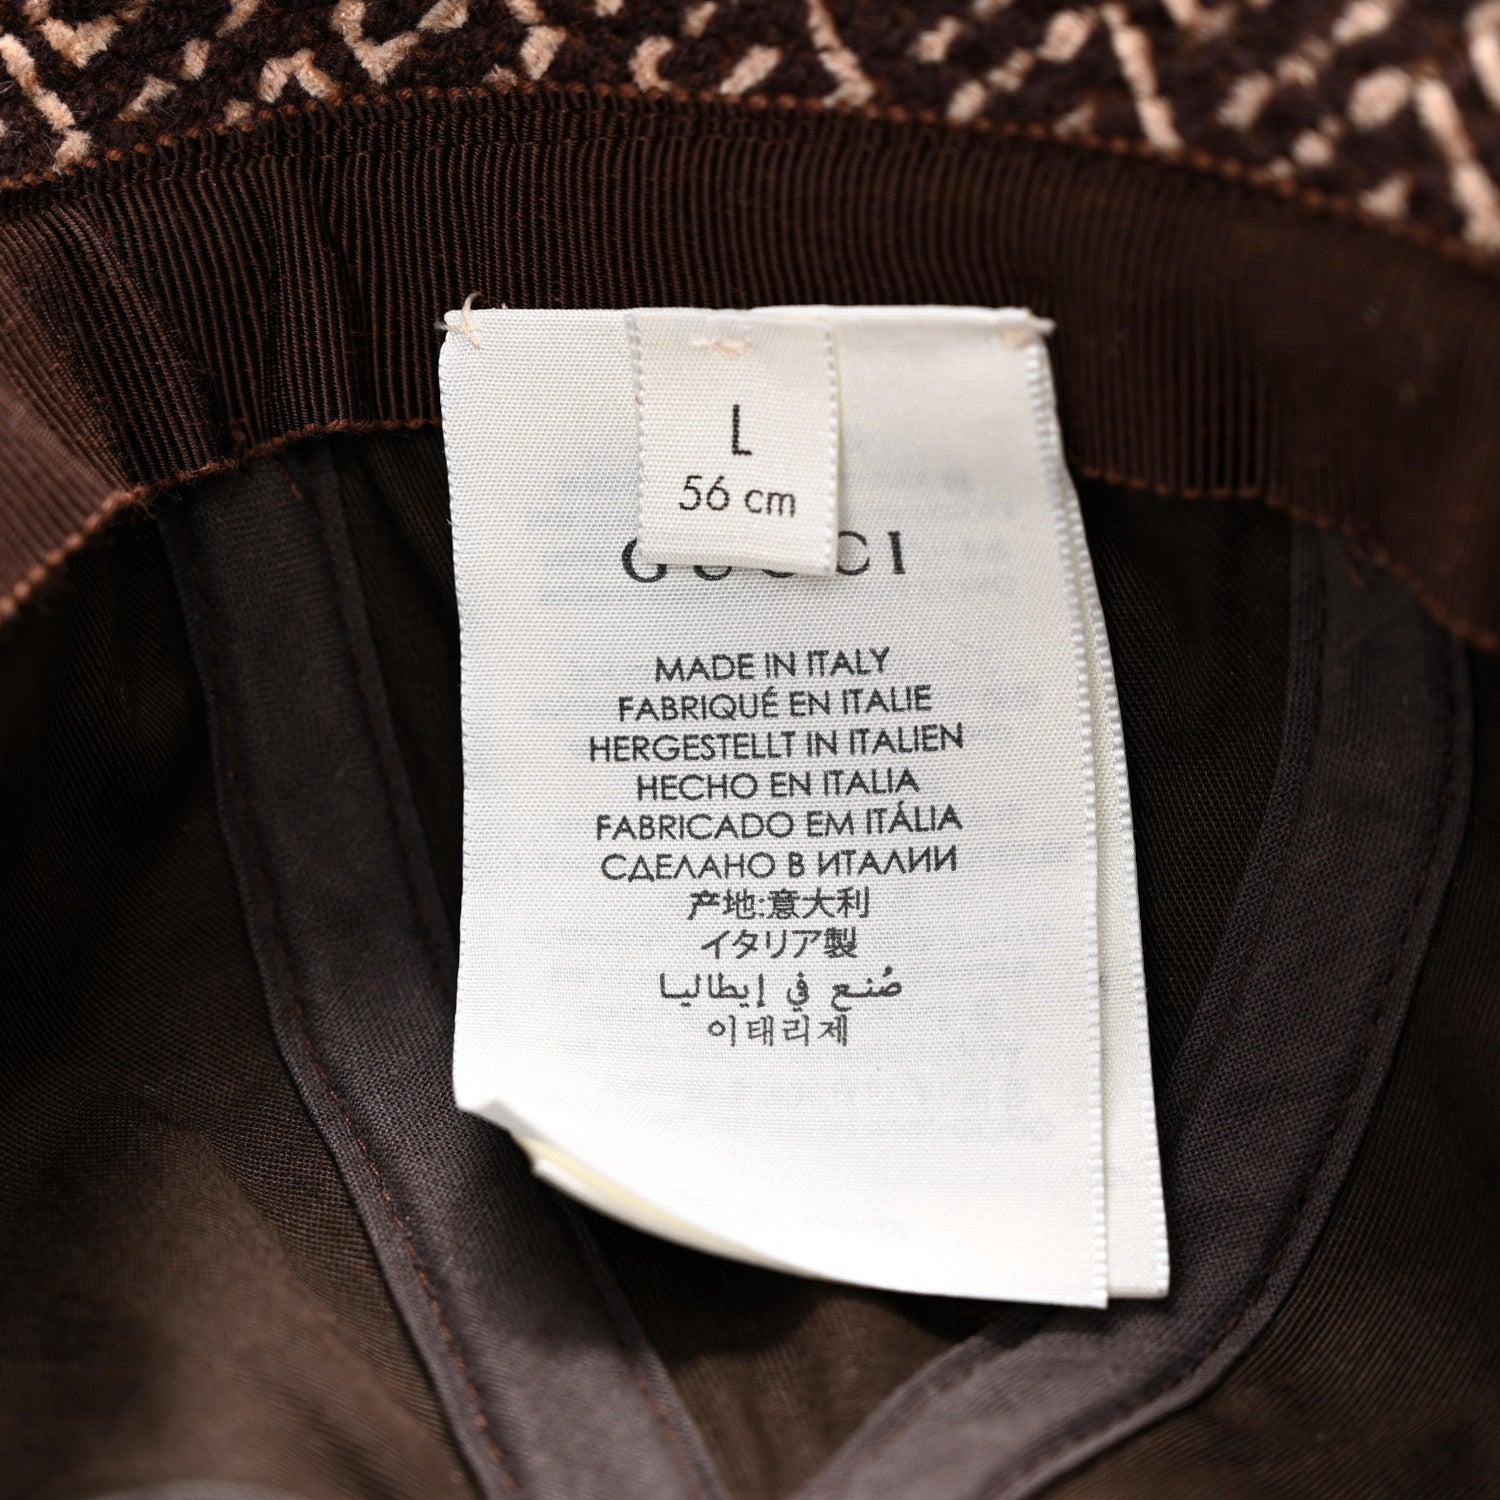 L
56 cm
GUCCI
MADE IN ITALY
FABRIQUÉ EN ITALIE
HERGESTELLT IN ITALIEN
HECHO EN ITALIA
FABRICADO EM ITÁLIA
СДЕЛАНО В ИТАЛИИ
产地:意大利
イタリア製
صُنع في إيطاليا
이태리제